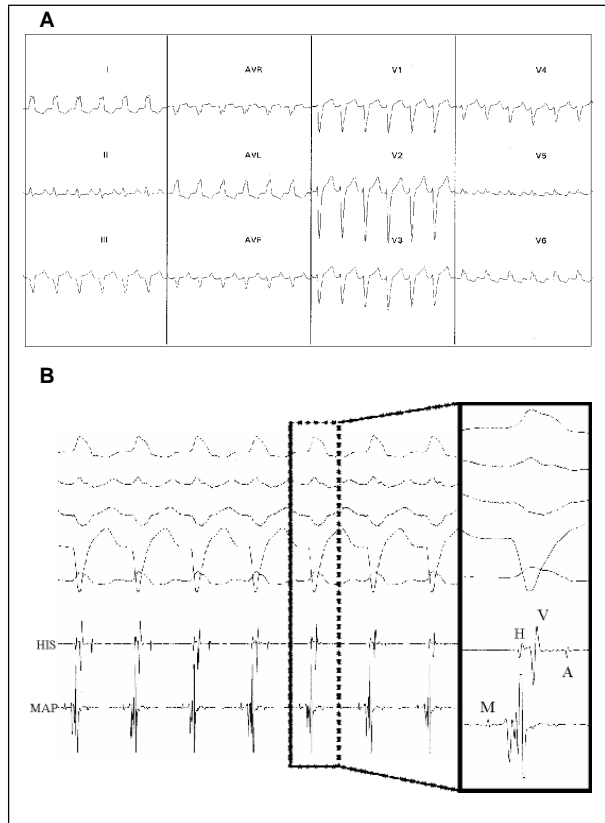 A
I AVR V1 V4
II AVL V2 V5
III AVF V3 V6
B
HIS
MAP
H V
A
M